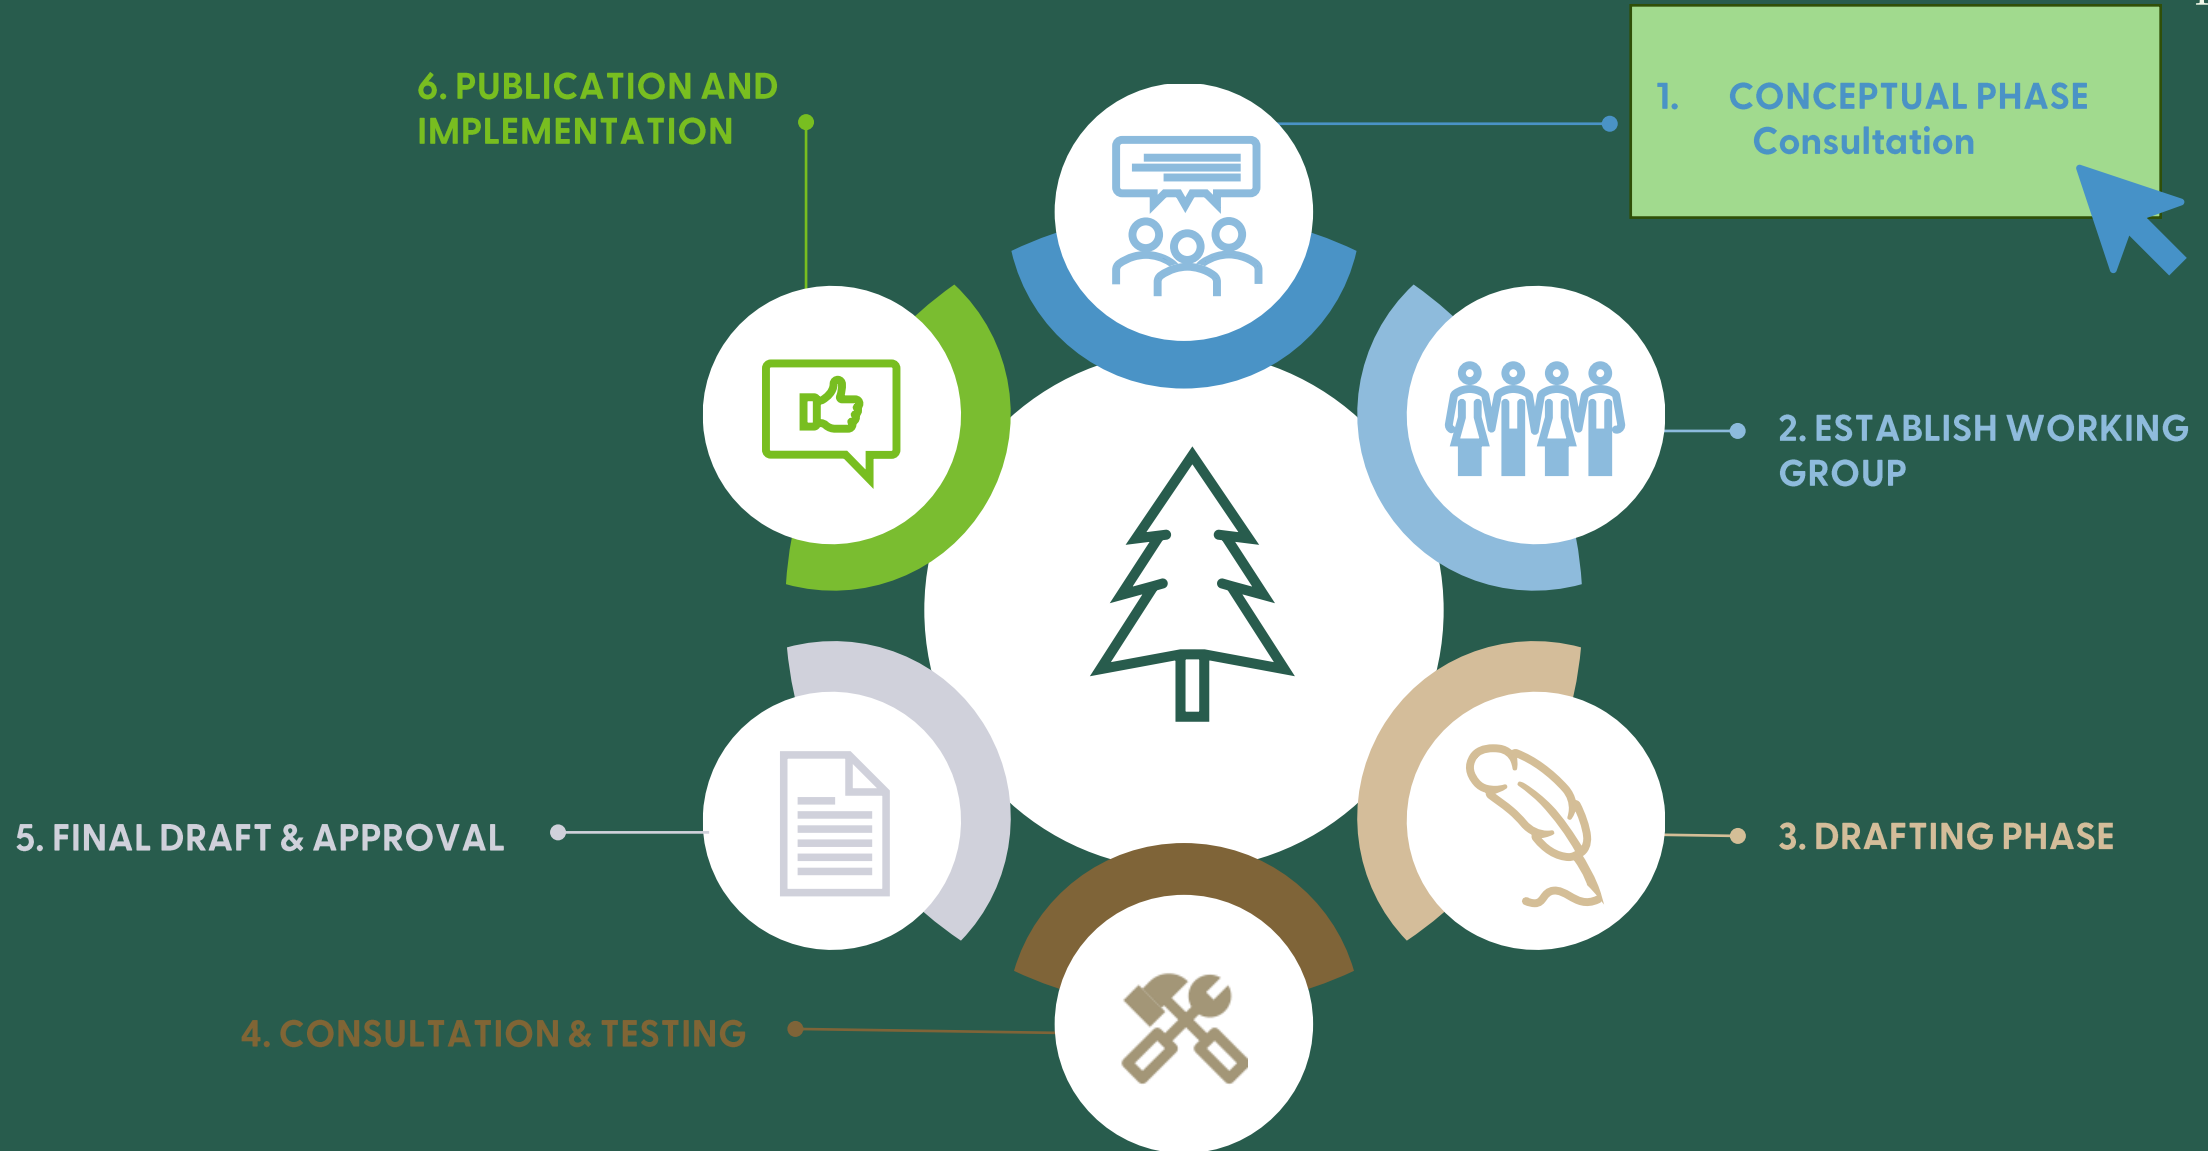 1. CONCEPTUAL PHASE
Consultation
2. ESTABLISH WORKING
GROUP
3. DRAFTING PHASE
4. CONSULTATION & TESTING
5. FINAL DRAFT & APPROVAL
6. PUBLICATION AND
IMPLEMENTATION